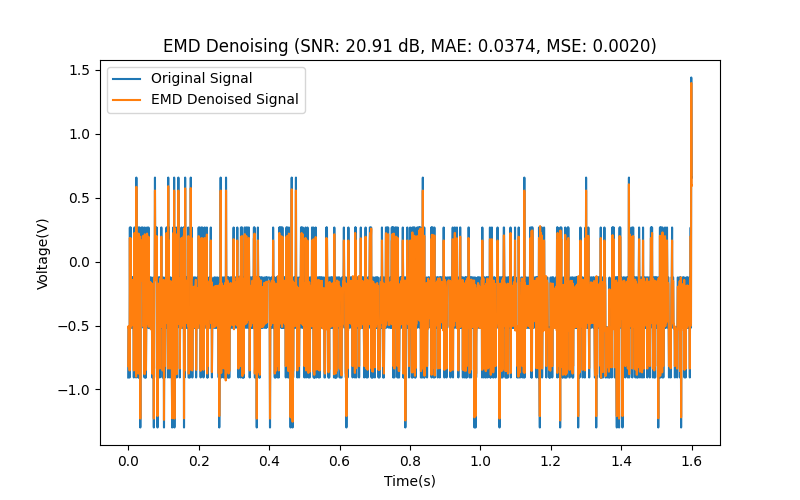 EMD Denoising (SNR: 20.91 dB, MAE: 0.0374, MSE: 0.0020)
Original Signal
EMD Denoised Signal
Voltage(V)
1.5
1.0
0.5
0.0
−0.5
−1.0
0.0 0.2 0.4 0.6 0.8 1.0 1.2 1.4 1.6
Time(s)